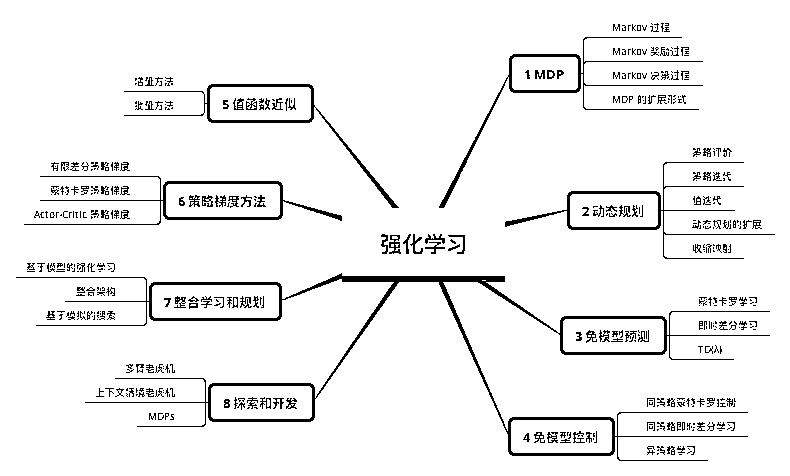 强化学习
1 MDP
Markov 过程
Markov 奖励过程
Markov 决策过程
MDP 的扩展形式
2 动态规划
策略评价
策略迭代
值迭代
动态规划的扩展
收缩映射
3 免模型预测
蒙特卡罗学习
即时差分学习
TD(λ)
4 免模型控制
同策略蒙特卡罗控制
同策略即时差分学习
异策略学习
5 值函数近似
增量方法
批量方法
6 策略梯度方法
有限差分策略梯度
蒙特卡罗策略梯度
Actor-Critic 策略梯度
7 整合学习和规划
基于模型的强化学习
整合架构
基于模拟的搜索
8 探索和开发
多臂老虎机
上下文情境老虎机
MDPs